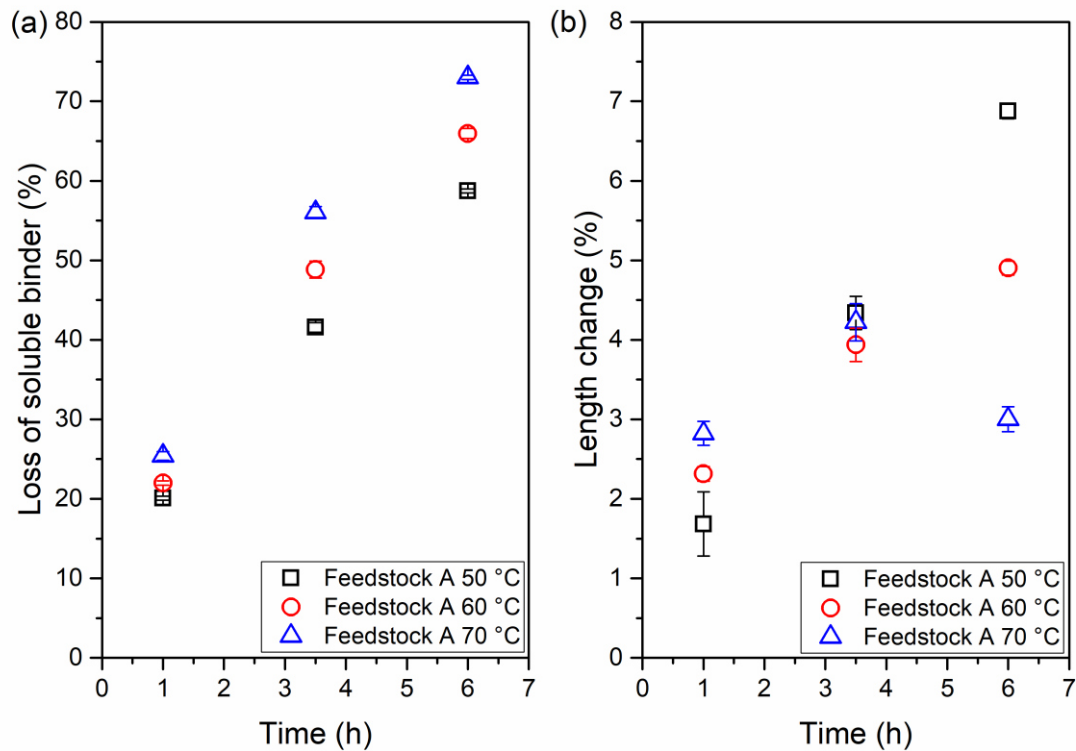 (a)
Loss of soluble binder (%)
80
70
60
50
40
30
20
10
0
0 1 2 3 4 5 6 7
Time (h)
Feedstock A 50 °C
Feedstock A 60 °C
Feedstock A 70 °C
(b)
Length change (%)
8
7
6
5
4
3
2
1
0
0 1 2 3 4 5 6 7
Time (h)
Feedstock A 50 °C
Feedstock A 60 °C
Feedstock A 70 °C